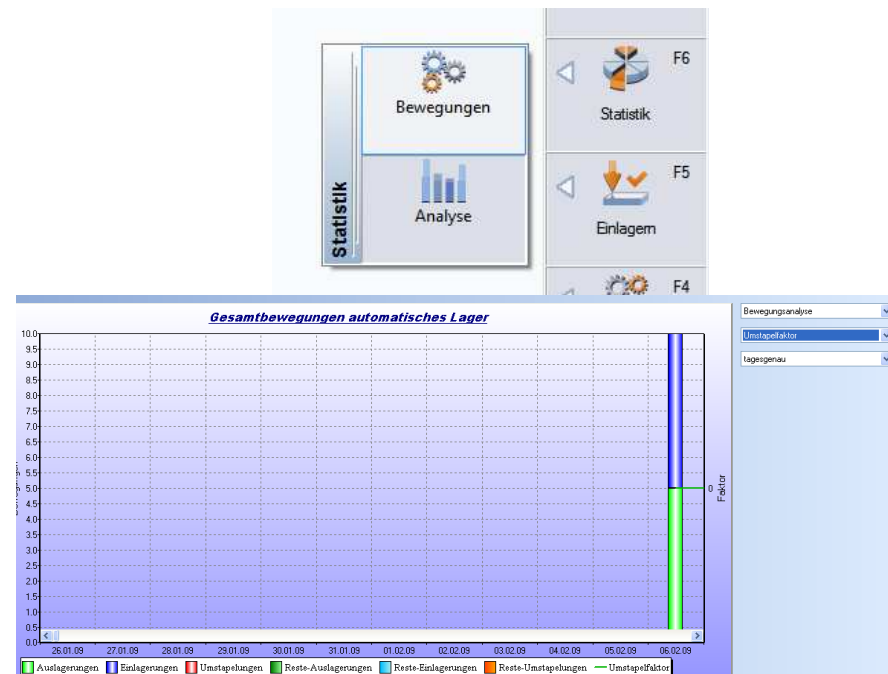 Statistik
Bewegungen
Analyse
F6
Statistik
F5
Einlagern
F4
Gesamtbewegungen automatisches Lager
Bewegungsanalyse
Umstapelfaktor
tagesgenau
10.0
9.5
9.0
8.5
8.0
7.5
7.0
6.5
6.0
5.5
5.0
4.5
4.0
3.5
3.0
2.5
2.0
1.5
1.0
0.5
0.0
0
Faktor
26.01.09 27.01.09 28.01.09 29.01.09 30.01.09 31.01.09 01.02.09 02.02.09 03.02.09 04.02.09 05.02.09 06.02.09
Auslagerungen Einlagerungen Umstapelungen Reste-Auslagerungen Reste-Einlagerungen Reste-Umstapelungen Umstapelfaktor